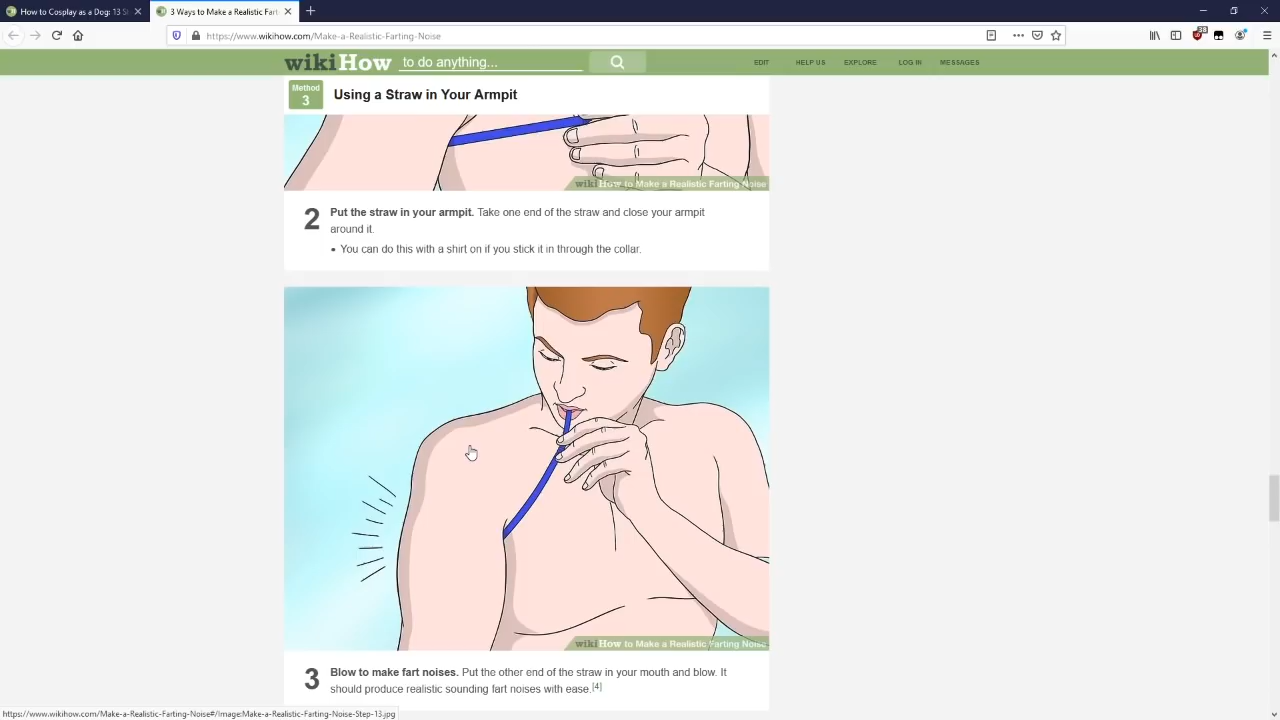 How to Cosplay as a Dog: 13 S
3 Ways to Make a Realistic Fart
https://www.wikihow.com/Make-a-Realistic-Farting-Noise
wikiHow to do anything...
EDIT
HELP US
EXPLORE
LOG IN
MESSAGES
Method
3
Using a Straw in Your Armpit
wikiHow to Make a Realistic Farting Noise
2
Put the straw in your armpit. Take one end of the straw and close your armpit
around it.
• You can do this with a shirt on if you stick it in through the collar.
wikiHow to Make a Realistic Farting Noise
3
Blow to make fart noises. Put the other end of the straw in your mouth and blow. It
should produce realistic sounding fart noises with ease.[4]
https://www.wikihow.com/Make-a-Realistic-Farting-Noise#/Image:Make-a-Realistic-Farting-Noise-Step-13.jpg